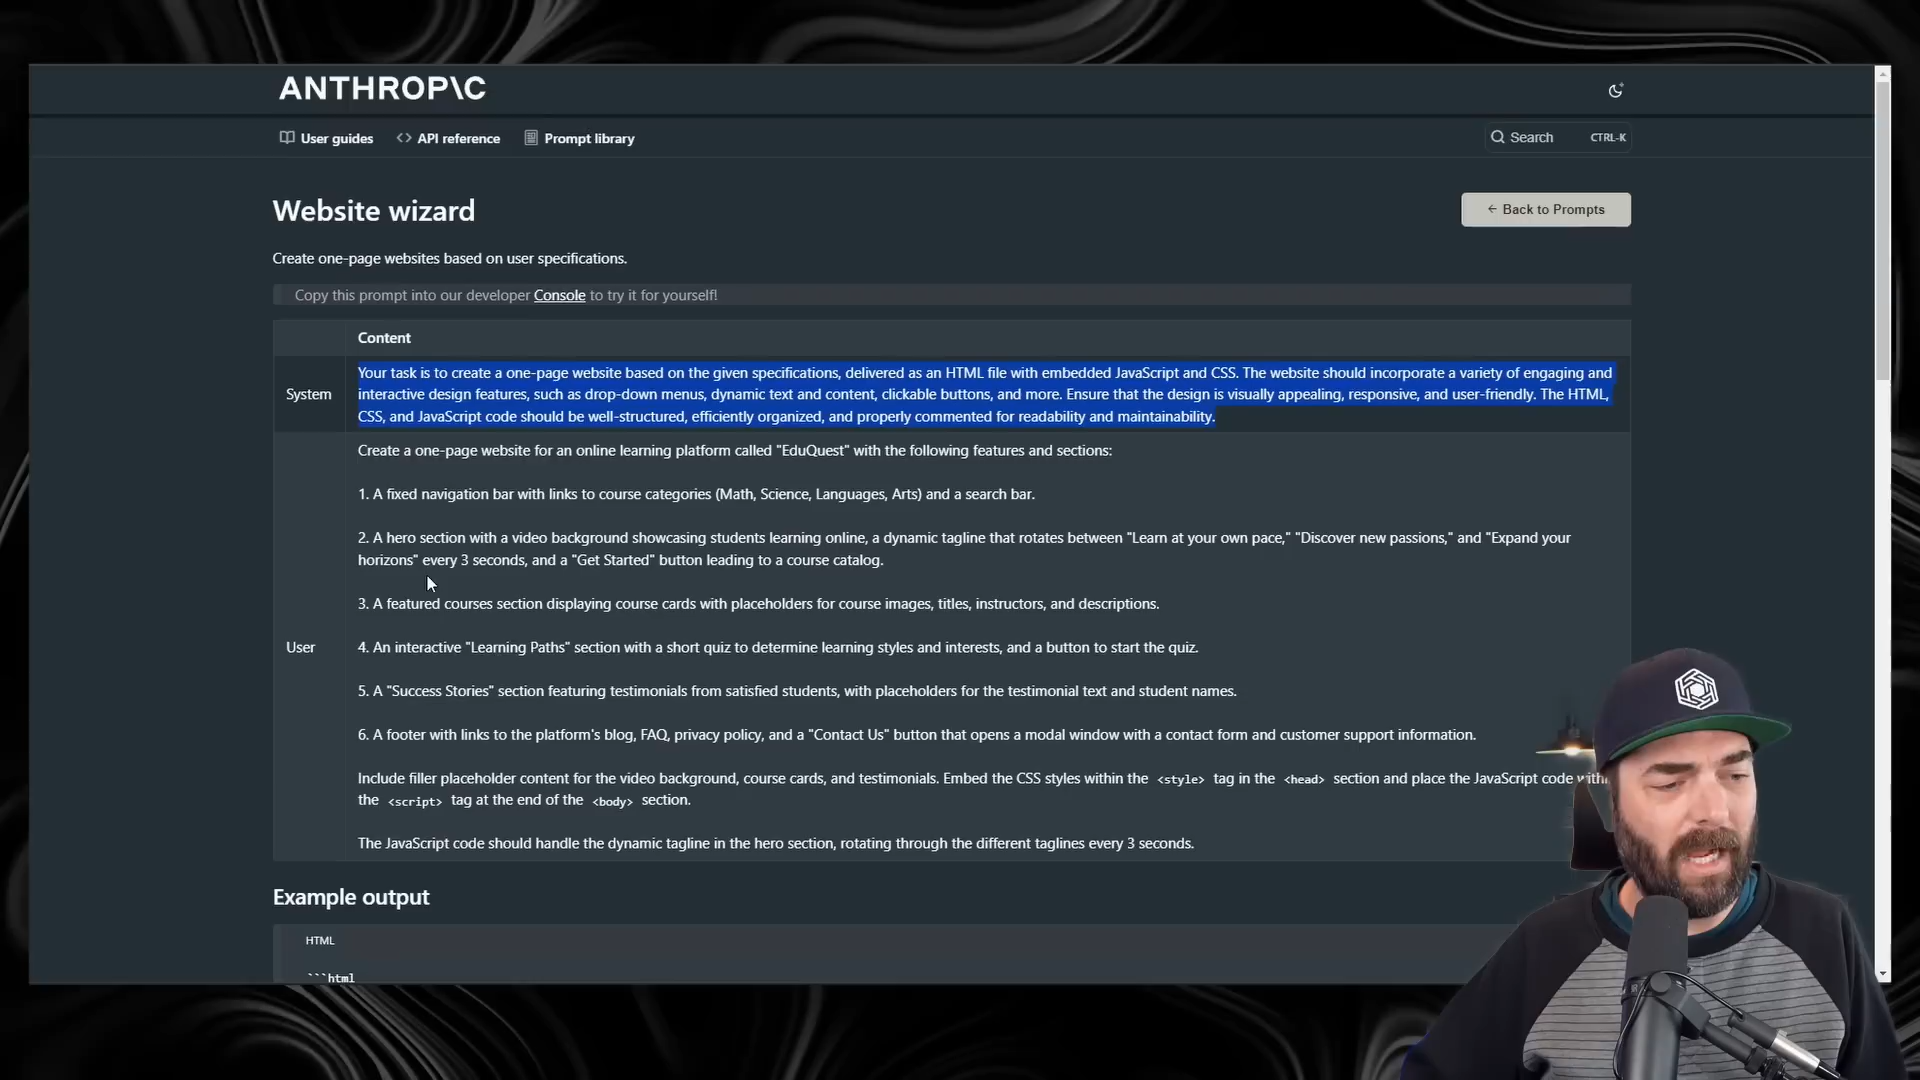 ANTHROP\C
User guides
API reference
Prompt library
Search
CTRL-K
Website wizard
← Back to Prompts
Create one-page websites based on user specifications.
Copy this prompt into our developer Console to try it for yourself!
Content
System
Your task is to create a one-page website based on the given specifications, delivered as an HTML file with embedded JavaScript and CSS. The website should incorporate a variety of engaging and
interactive design features, such as drop-down menus, dynamic text and content, clickable buttons, and more. Ensure that the design is visually appealing, responsive, and user-friendly. The HTML,
CSS, and JavaScript code should be well-structured, efficiently organized, and properly commented for readability and maintainability.
User
Create a one-page website for an online learning platform called "EduQuest" with the following features and sections:
1. A fixed navigation bar with links to course categories (Math, Science, Languages, Arts) and a search bar.
2. A hero section with a video background showcasing students learning online, a dynamic tagline that rotates between "Learn at your own pace," "Discover new passions," and "Expand your
horizons" every 3 seconds, and a "Get Started" button leading to a course catalog.
3. A featured courses section displaying course cards with placeholders for course images, titles, instructors, and descriptions.
4. An interactive "Learning Paths" section with a short quiz to determine learning styles and interests, and a button to start the quiz.
5. A "Success Stories" section featuring testimonials from satisfied students, with placeholders for the testimonial text and student names.
6. A footer with links to the platform's blog, FAQ, privacy policy, and a "Contact Us" button that opens a modal window with a contact form and customer support information.
Include filler placeholder content for the video background, course cards, and testimonials. Embed the CSS styles within the <style> tag in the <head> section and place the JavaScript code
the <script> tag at the end of the <body> section.
The JavaScript code should handle the dynamic tagline in the hero section, rotating through the different taglines every 3 seconds.
Example output
HTML
```html